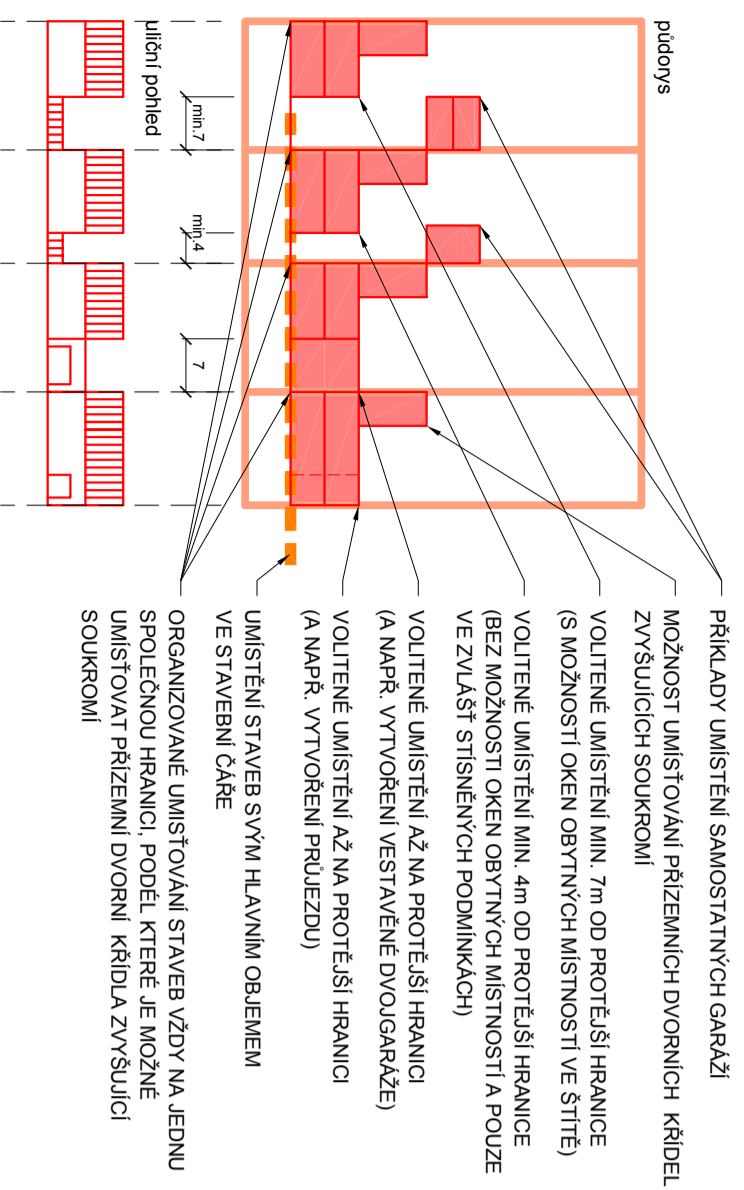 půdorys
uliční pohled
min.7
min.4
7
PŘÍKLADY UMÍSTĚNÍ SAMOSTATNÝCH GARÁŽÍ
MOŽNOST UMÍSŤOVÁNÍ PŘÍZEMNÍCH DVORNÍCH KŘÍDEL
ZVYŠUJÍCÍCH SOUKROMÍ
VOLITENÉ UMÍSTĚNÍ MIN. 7m OD PROTĚJŠÍ HRANICE
(S MOŽNOSTÍ OKEN OBYTNÝCH MÍSTNOSTÍ VE ŠTÍTĚ)
VOLITENÉ UMÍSTĚNÍ MIN. 4m OD PROTĚJŠÍ HRANICE
(BEZ MOŽNOSTI OKEN OBYTNÝCH MÍSTNOSTÍ A POUZE
VE ZVLÁŠŤ STÍSNĚNÝCH PODMÍNKÁCH)
VOLITENÉ UMÍSTĚNÍ AŽ NA PROTĚJŠÍ HRANICI
(A NAPŘ. VYTVOŘENÍ VESTAVĚNÉ DVOJGARÁŽE)
VOLITENÉ UMÍSTĚNÍ AŽ NA PROTĚJŠÍ HRANICI
(A NAPŘ. VYTVOŘENÍ PRŮJEZDU)
UMÍSTĚNÍ STAVEB SVÝM HLAVNÍM OBJEMEM
VE STAVEBNÍ ČÁŘE
ORGANIZOVANÉ UMISŤOVÁNÍ STAVEB VŽDY NA JEDNU
SPOLEČNOU HRANICI, PODÉL KTERÉ JE MOŽNÉ
UMÍSŤOVAT PŘÍZEMNÍ DVORNÍ KŘÍDLA ZVYŠUJÍCÍ
SOUKROMÍ